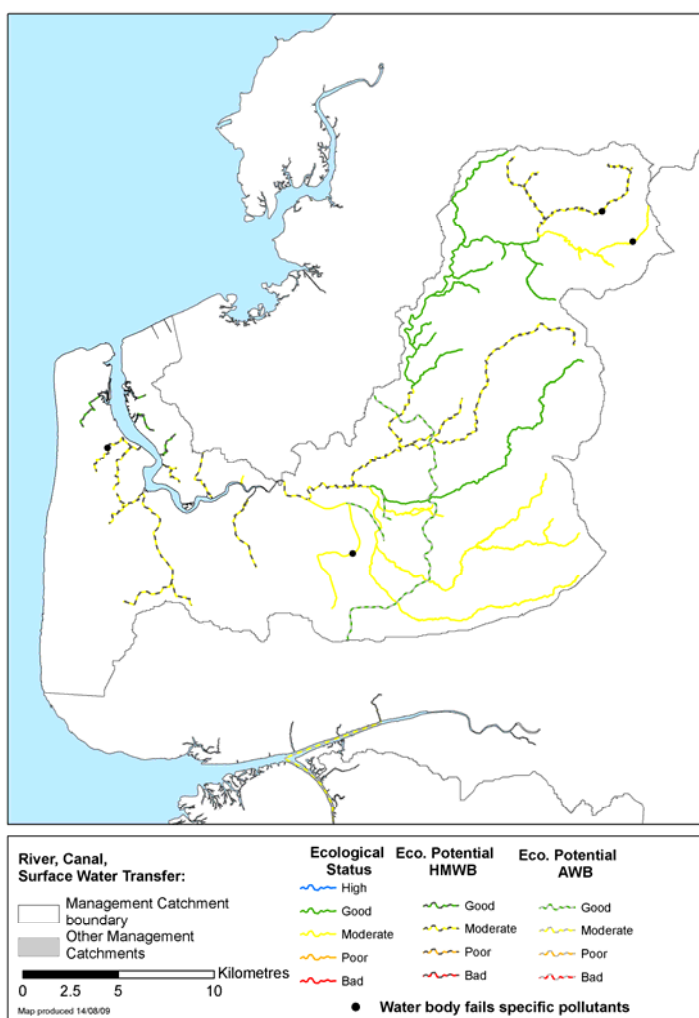 River, Canal,
Surface Water Transfer:
Management Catchment
boundary
Other Management
Catchments
Kilometres
0 2.5 5 10
Map produced 14/08/09
Ecological
Status
High
Good
Moderate
Poor
Bad
Eco. Potential
HMWB
Good
Moderate
Poor
Bad
Eco. Potential
AWB
Good
Moderate
Poor
Bad
Water body fails specific pollutants